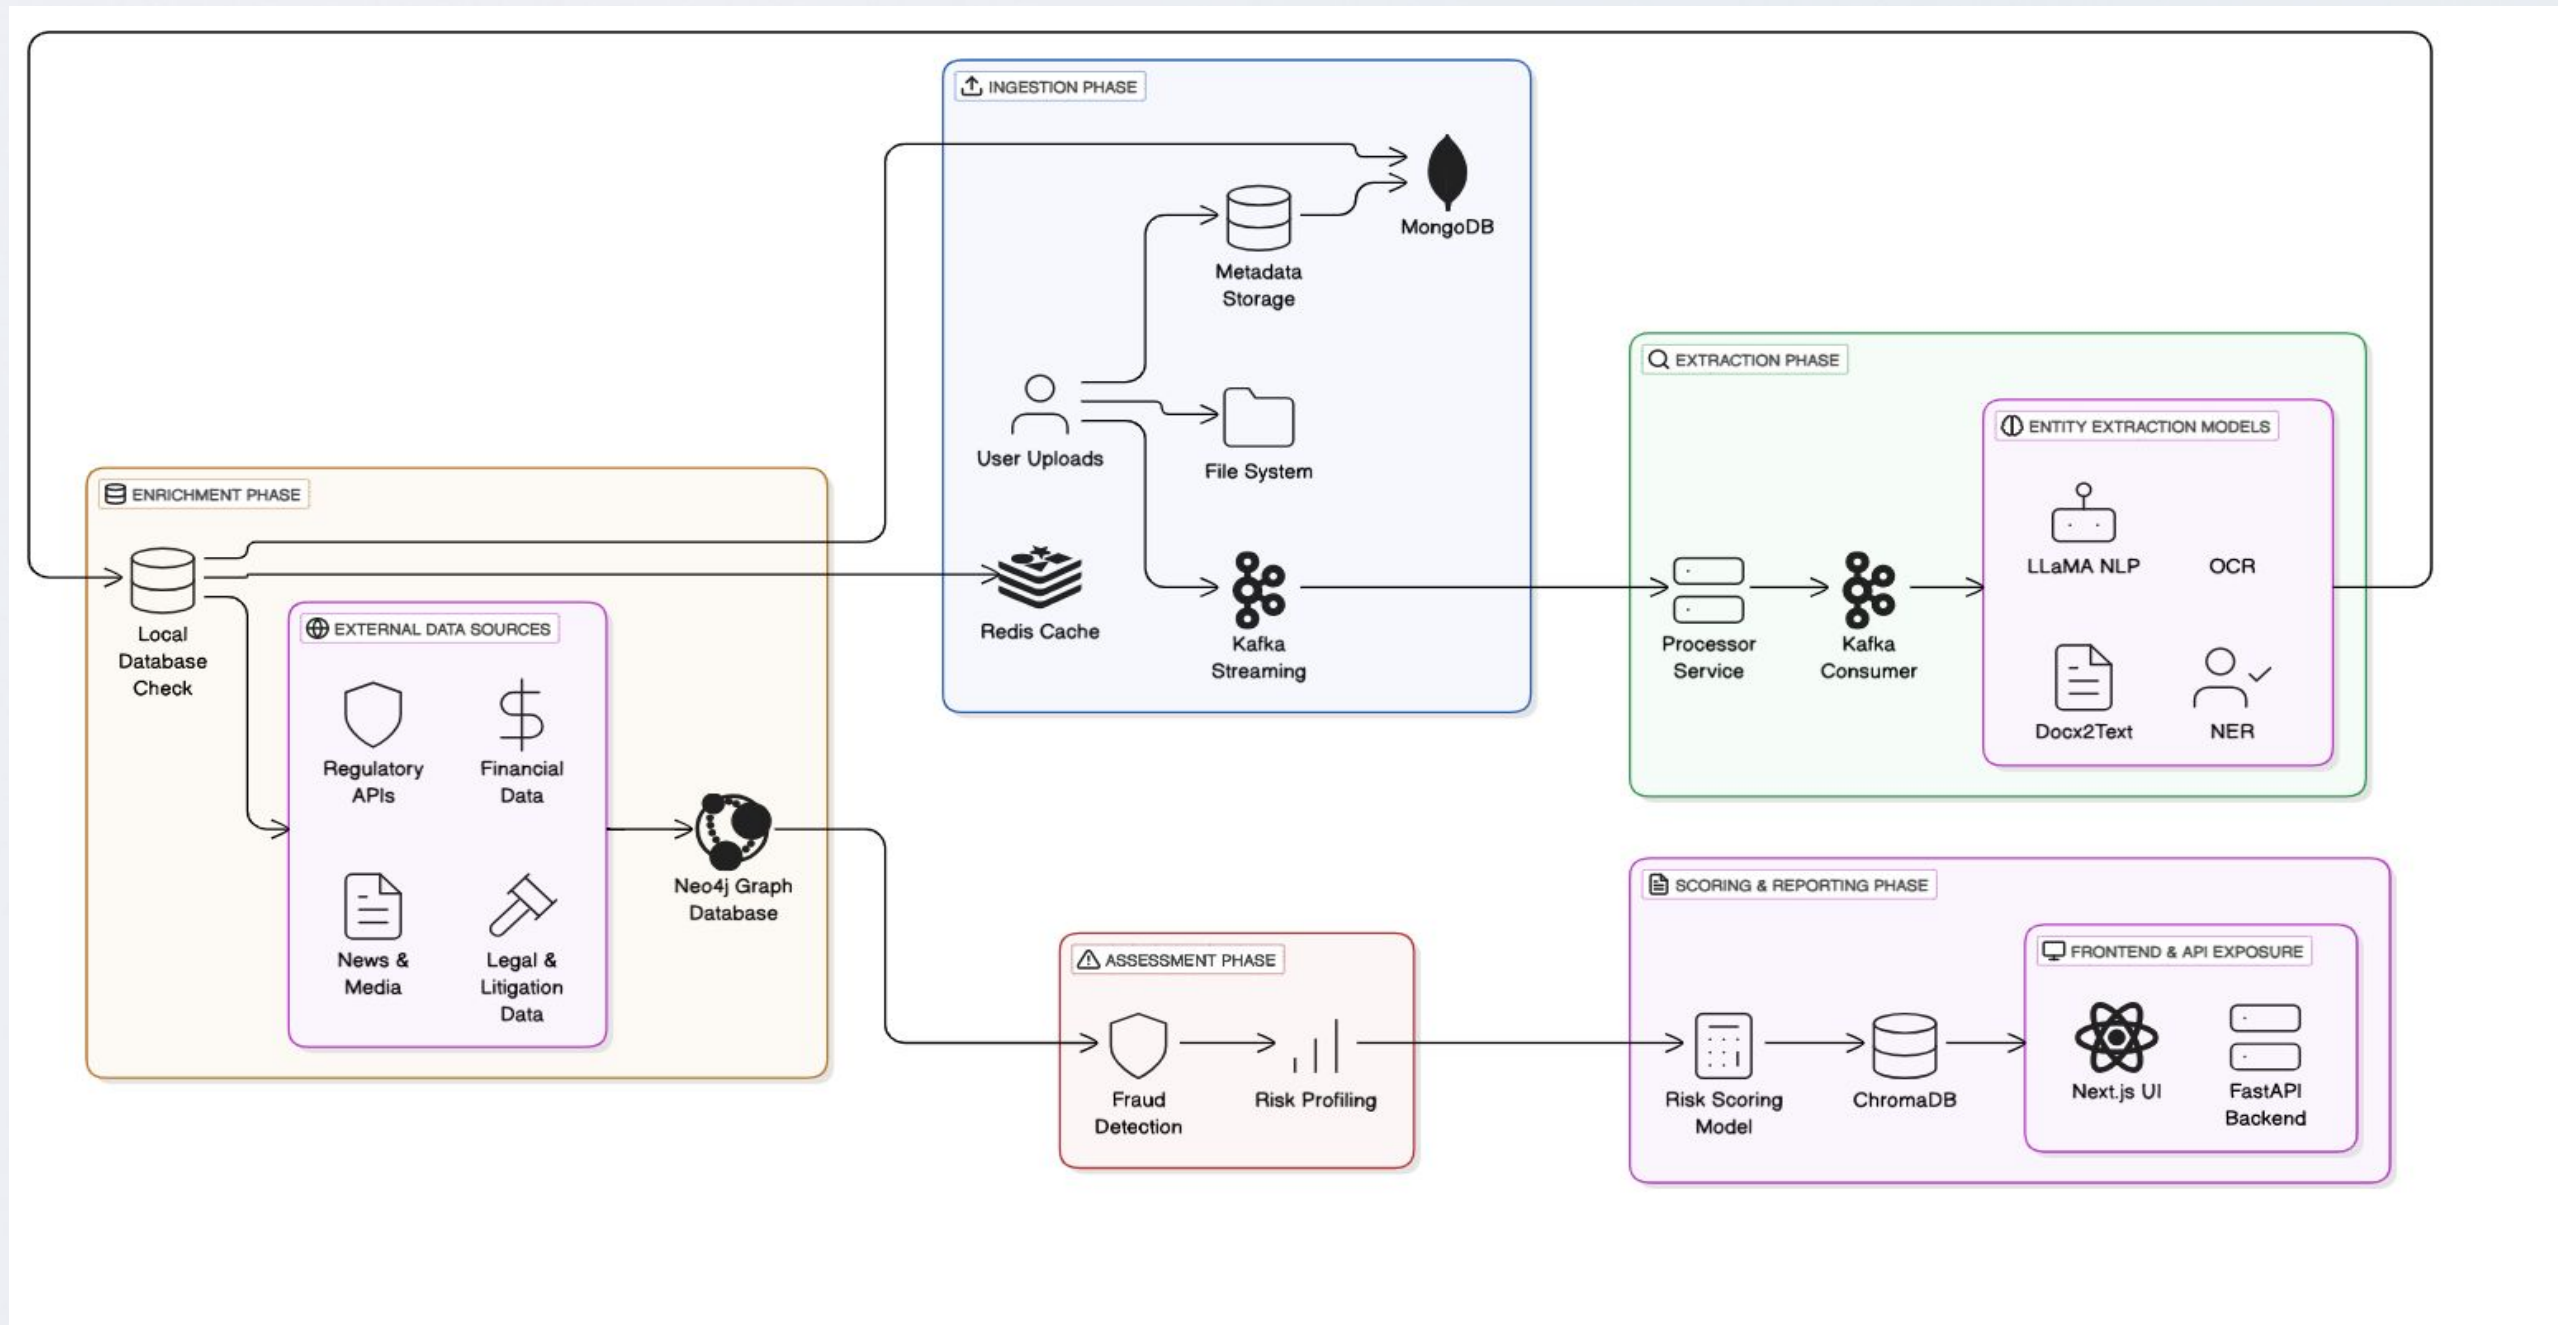 INGESTION PHASE
MongoDB
Metadata
Storage
User Uploads
File System
Redis Cache
Kafka
Streaming
EXTRACTION PHASE
Processor
Service
Kafka
Consumer
ENTITY EXTRACTION MODELS
LLaMA NLP
OCR
Docx2Text
NER
ENRICHMENT PHASE
Local
Database
Check
EXTERNAL DATA SOURCES
Regulatory
APIs
Financial
Data
News &
Media
Legal &
Litigation
Data
Neo4j Graph
Database
ASSESSMENT PHASE
Fraud
Detection
Risk Profiling
SCORING & REPORTING PHASE
Risk Scoring
Model
ChromaDB
FRONTEND & API EXPOSURE
Next.js UI
FastAPI
Backend